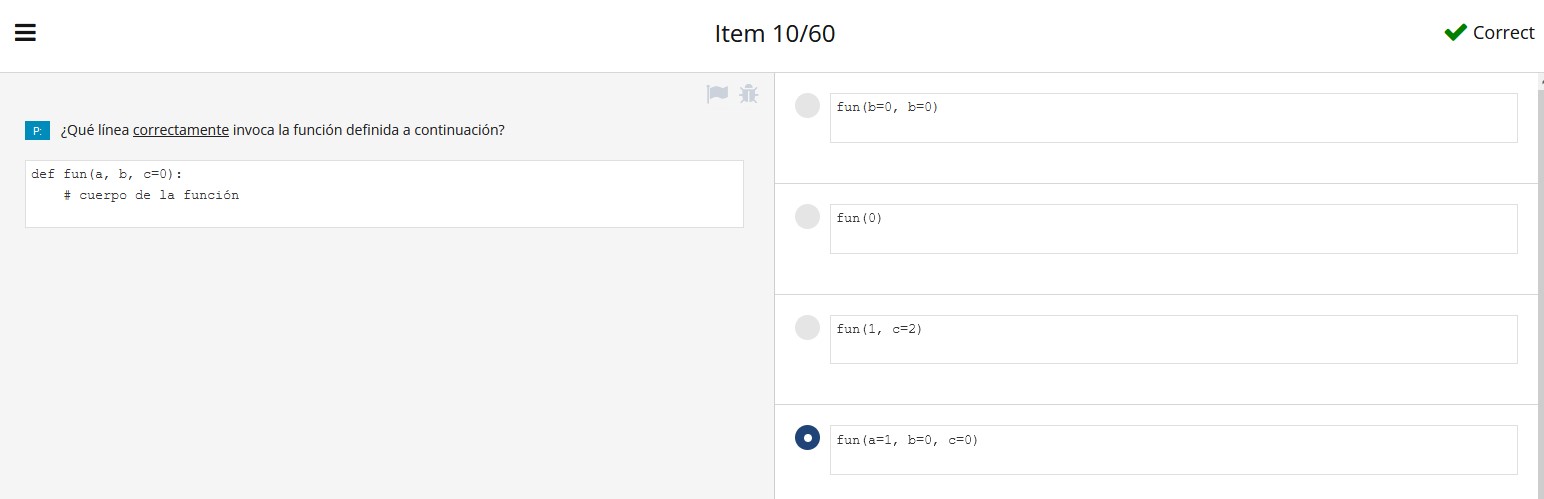 Item 10/60
Correct
P: ¿Qué línea correctamente invoca la función definida a continuación?
def fun(a, b, c=0):
    # cuerpo de la función
fun(b=0, b=0)
fun(0)
fun(1, c=2)
fun(a=1, b=0, c=0)